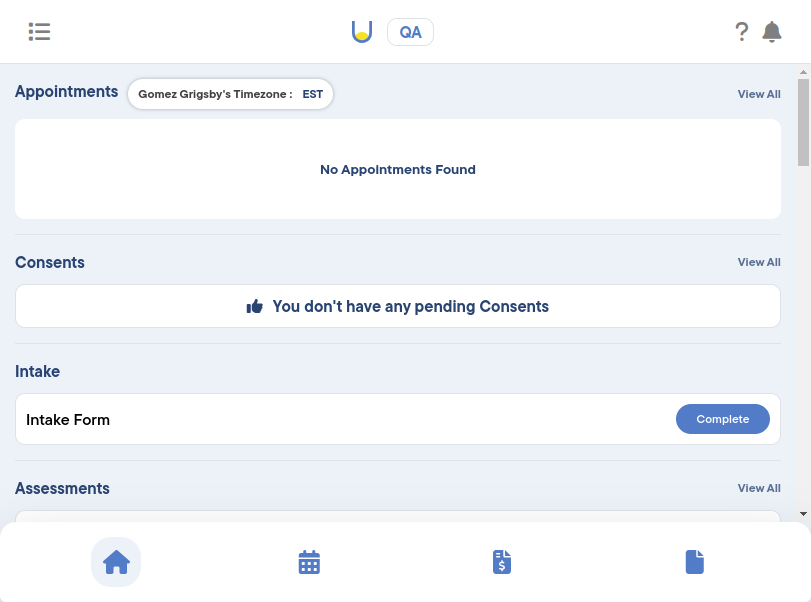 QA
?
Appointments
Gomez Grigsby's Timezone : EST
View All
No Appointments Found
Consents
View All
You don't have any pending Consents
Intake
Intake Form
Complete
Assessments
View All